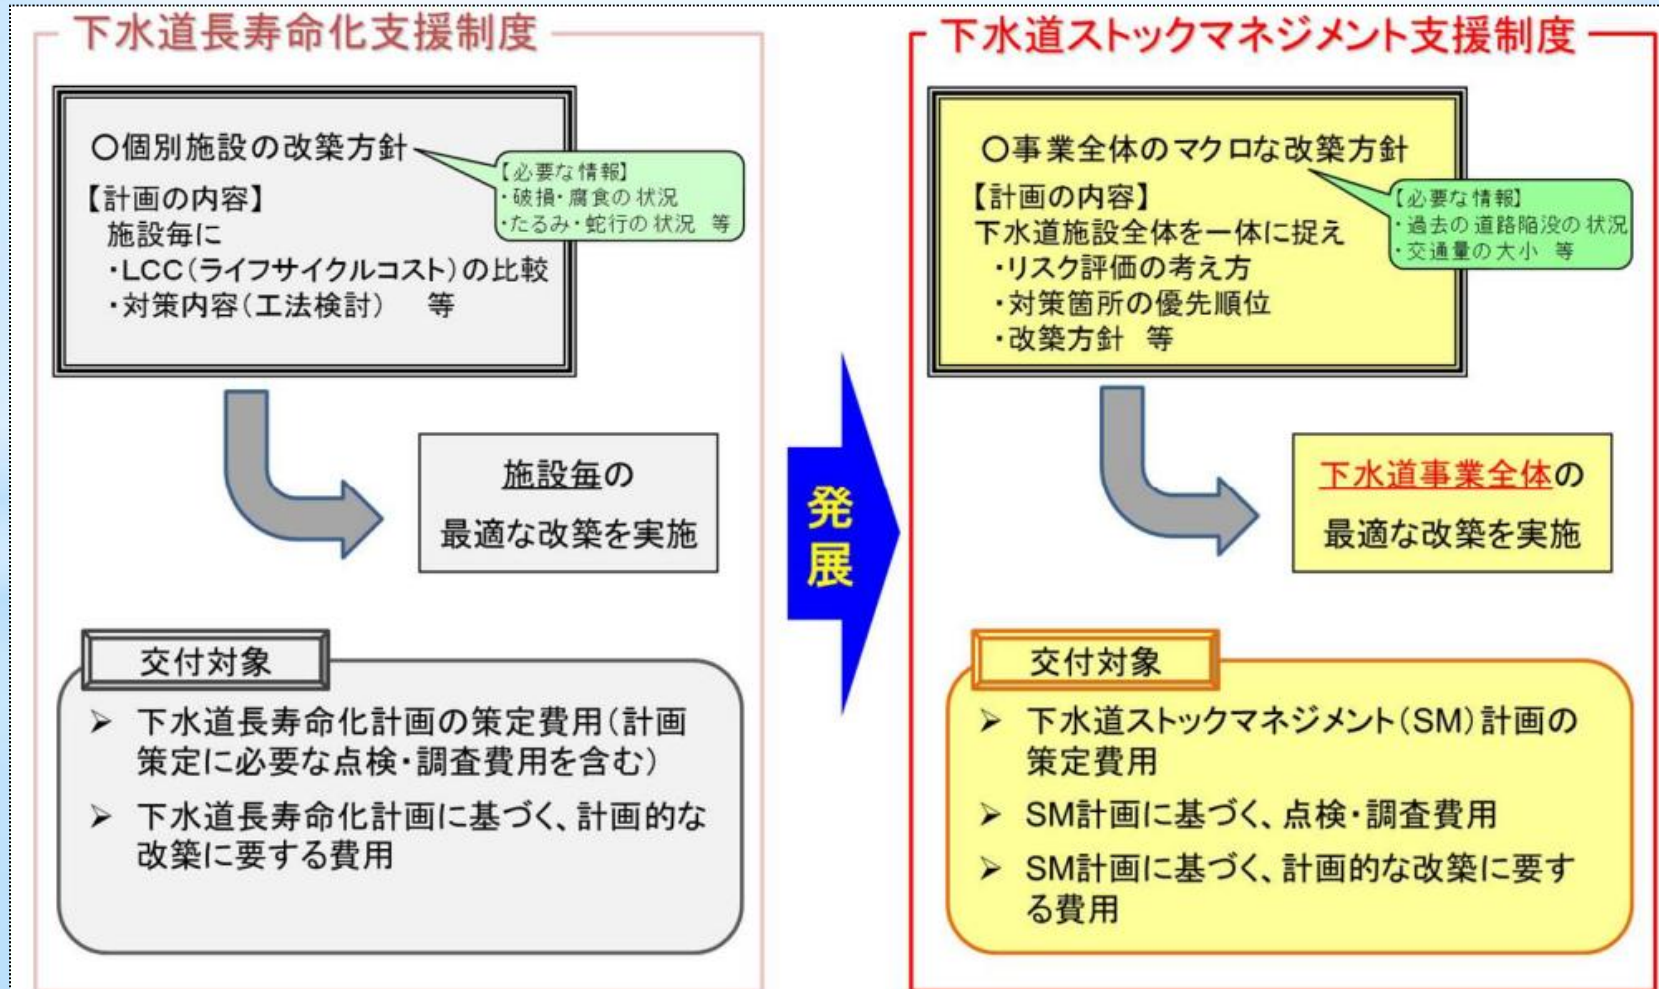 下水道長寿命化支援制度
○個別施設の改築方針
【必要な情報】
・破損・腐食の状況
・たるみ・蛇行の状況　等
【計画の内容】
施設毎に
・LCC（ライフサイクルコスト）の比較
・対策内容（工法検討）　等
施設毎の
最適な改築を実施
交付対象
➢ 下水道長寿命化計画の策定費用（計画
策定に必要な点検・調査費用を含む）
➢ 下水道長寿命化計画に基づく、計画的な
改築に要する費用
発
展
下水道ストックマネジメント支援制度
○事業全体のマクロな改築方針
【必要な情報】
・過去の道路陥没の状況
・交通量の大小　等
【計画の内容】
下水道施設全体を一体に捉え
・リスク評価の考え方
・対策箇所の優先順位
・改築方針　等
下水道事業全体の
最適な改築を実施
交付対象
➢ 下水道ストックマネジメント（SM）計画の
策定費用
➢ SM計画に基づく、点検・調査費用
➢ SM計画に基づく、計画的な改築に要す
る費用